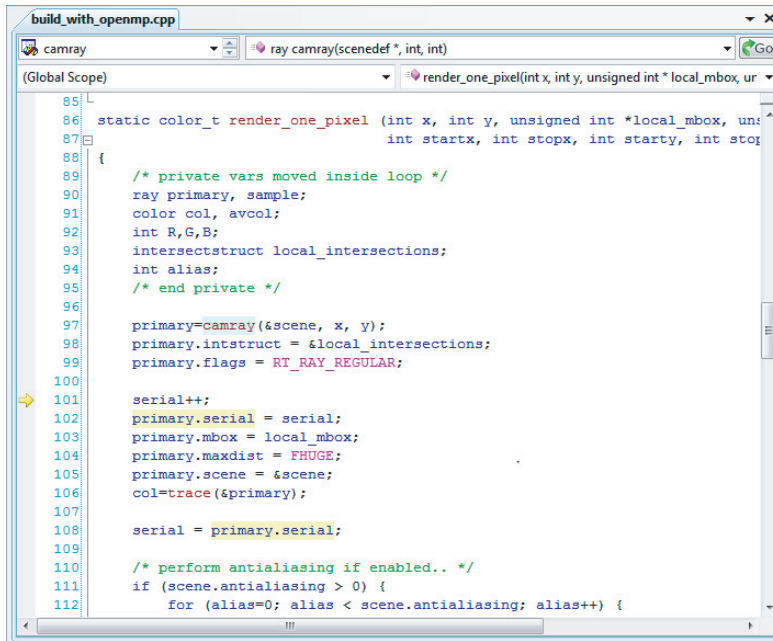 build_with_openmp.cpp
camray ray camray(scenedef *, int, int) Go
(Global Scope) render_one_pixel(int x, int y, unsigned int * local_mbox, ur
85
86 static color_t render_one_pixel (int x, int y, unsigned int *local_mbox, uns
87 int startx, int stopx, int starty, int stop
88 {
89 /* private vars moved inside loop */
90 ray primary, sample;
91 color col, avcol;
92 int R,G,B;
93 intersectstruct local_intersections;
94 int alias;
95 /* end private */
96
97 primary=camray(&scene, x, y);
98 primary.intstruct = &local_intersections;
99 primary.flags = RT_RAY_REGULAR;
100
101 serial++;
102 primary.serial = serial;
103 primary.mbox = local_mbox;
104 primary.maxdist = FHUGE;
105 primary.scene = &scene;
106 col=trace(&primary);
107
108 serial = primary.serial;
109
110 /* perform antialiasing if enabled.. */
111 if (scene.antialiasing > 0) {
112 for (alias=0; alias < scene.antialiasing; alias++) {